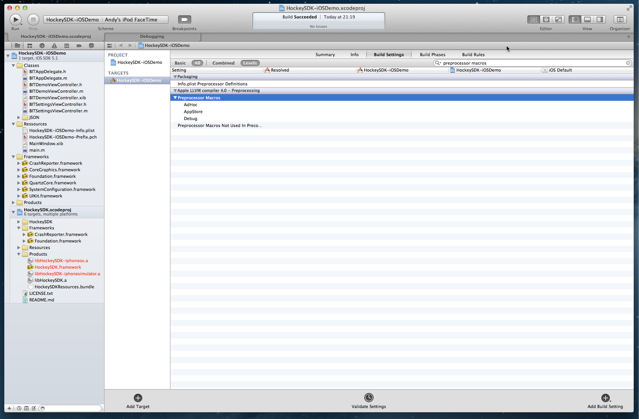 HockeySDK-iOSDemo.xcodeproj
Run
Stop
HockeySDK-iOSDemo
Andy's iPad FaceTime
Scheme
Breakpoints
Build Succeeded | Today at 21:19
No Issues
Editor
View
Organizer
HockeySDK-iOSDemo.xcodeproj
Debugging
HockeySDK-iOSDemo
HockeySDK-iOSDemo
1 target, iOS SDK 5.1
Classes
BITAppDelegate.h
BITAppDelegate.m
BITDemoViewController.h
BITDemoViewController.m
BITDemoViewController.xib
BITSettingsViewController.h
BITSettingsViewController.m
JSON
Resources
HockeySDK-iOSDemo-Info.plist
HockeySDK-iOSDemo-Prefix.pch
MainWindow.xib
main.m
Frameworks
CrashReporter.framework
CoreGraphics.framework
Foundation.framework
QuartzCore.framework
SystemConfiguration.framework
UIKit.framework
Products
HockeySDK.xcodeproj
6 targets, multiple platforms
HockeySDK
Frameworks
CrashReporter.framework
Foundation.framework
Resources
Products
libHockeySDK-iphoneos.a
HockeySDK.framework
libHockeySDK-iphonesimulator.a
libHockeySDK.a
HockeySDKResources.bundle
LICENSE.txt
README.md
PROJECT
HockeySDK-iOSDemo
TARGETS
HockeySDK-iOSDemo
Summary
Info
Build Settings
Build Phases
Build Rules
Basic
All
Combined
Levels
preprocessor macros
Setting
Resolved
HockeySDK-iOSDemo
HockeySDK-iOSDemo
iOS Default
Packaging
Info.plist Preprocessor Definitions
Apple LLVM compiler 4.0 - Preprocessing
Preprocessor Macros
AdHoc
AppStore
Debug
Preprocessor Macros Not Used In Preco...
Add Target
Validate Settings
Add Build Setting